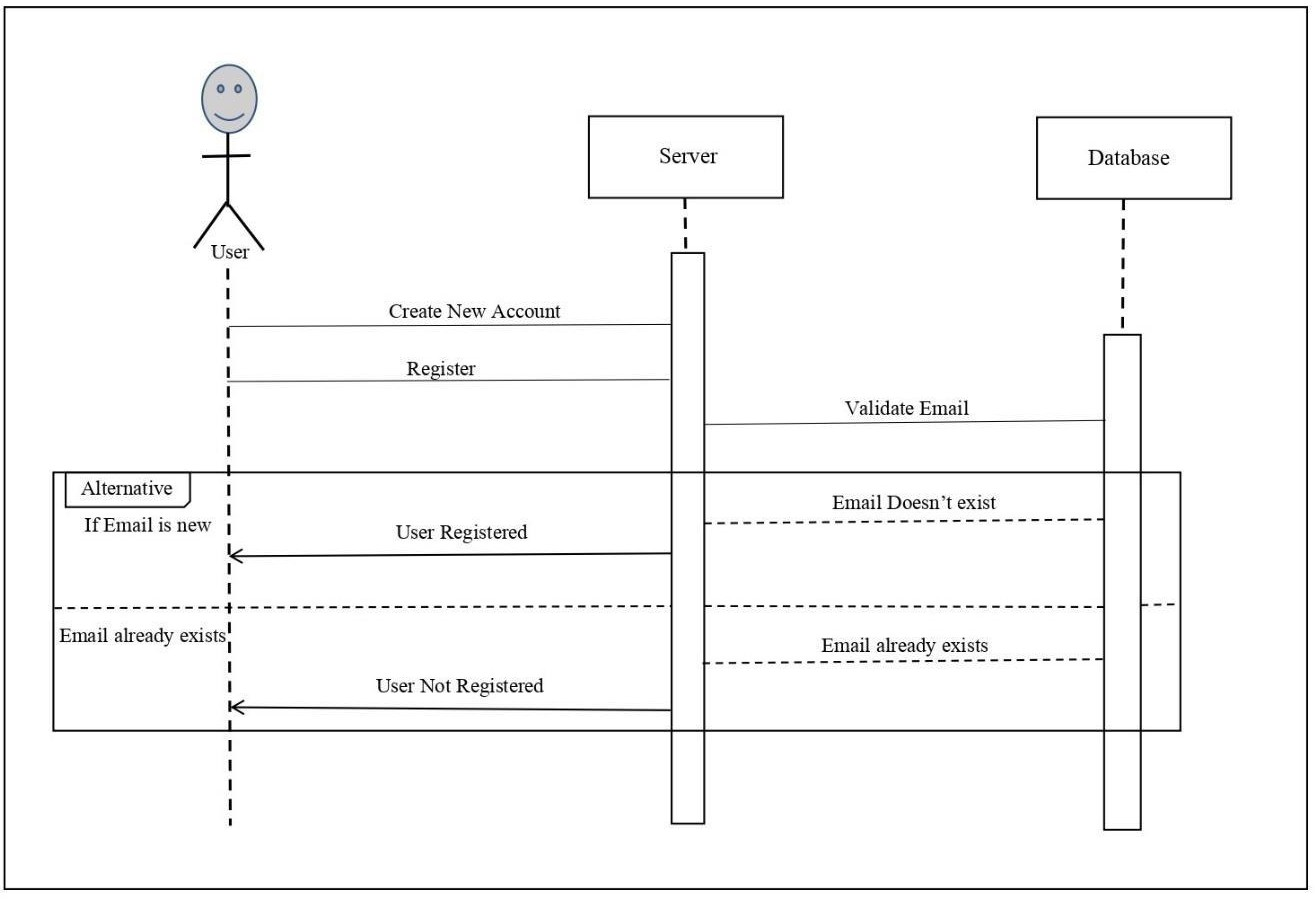 Server
Database
User
Create New Account
Register
Validate Email
Alternative
Email Doesn’t exist
If Email is new
User Registered
Email already exists
Email already exists
User Not Registered